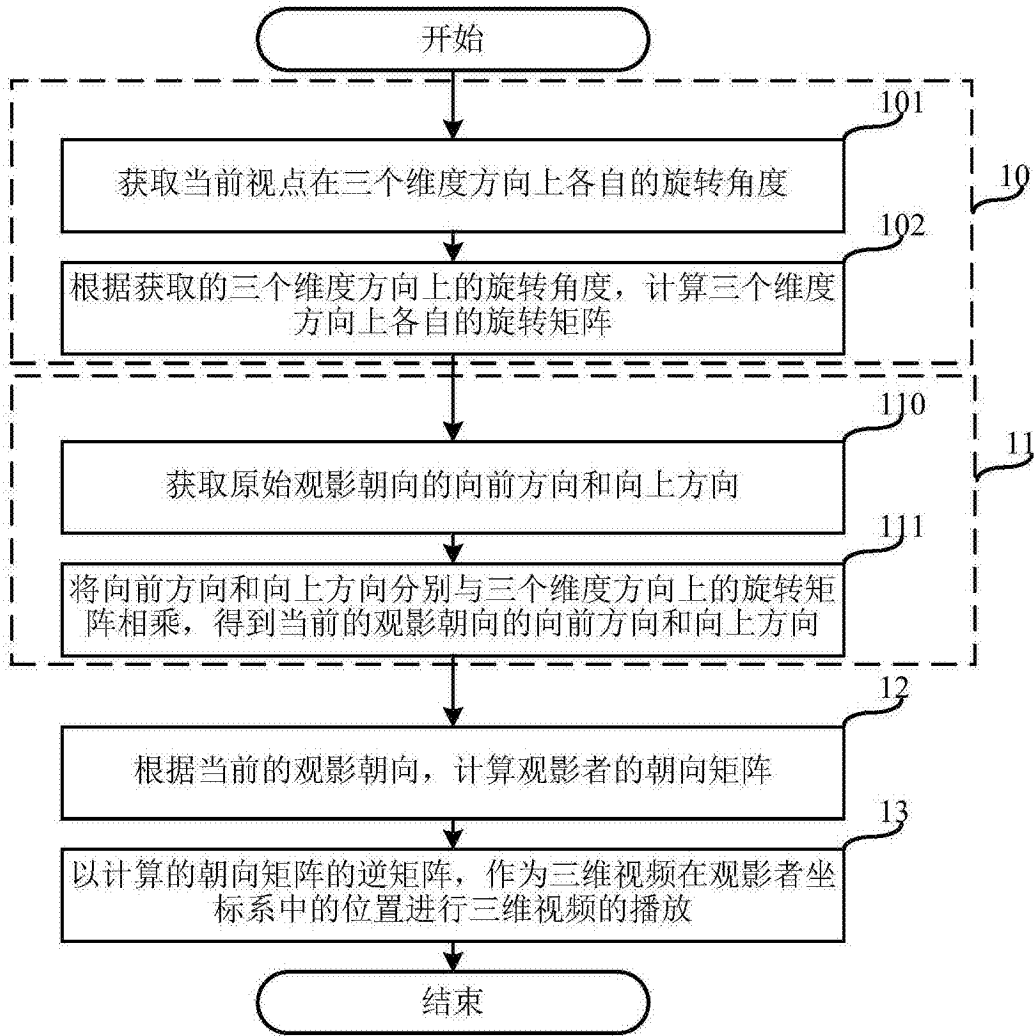 开始
101
获取当前视点在三个维度方向上各自的旋转角度
10
102
根据获取的三个维度方向上的旋转角度，计算三个维度
方向上各自的旋转矩阵
110
获取原始观影朝向的向前方向和向上方向
11
111
将向前方向和向上方向分别与三个维度方向上的旋转矩
阵相乘，得到当前的观影朝向的向前方向和向上方向
12
根据当前的观影朝向，计算观影者的朝向矩阵
13
以计算的朝向矩阵的逆矩阵，作为三维视频在观影者坐
标系中的位置进行三维视频的播放
结束